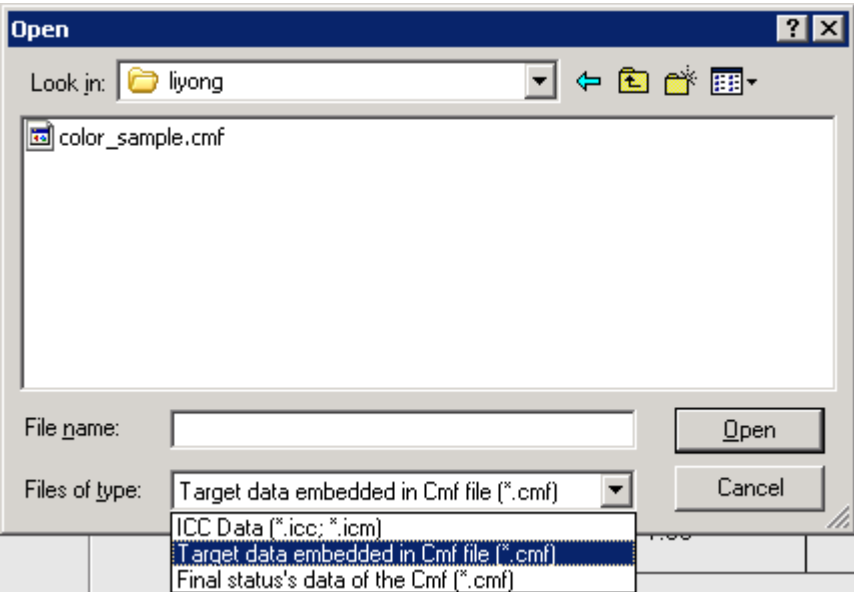 Open
Look in: liyong
color_sample.cmf
File name:
Open
Files of type: Target data embedded in Cmf file (*.cmf)
Cancel
ICC Data (*.icc; *.icm)
Target data embedded in Cmf file (*.cmf)
Final status's data of the Cmf (*.cmf)